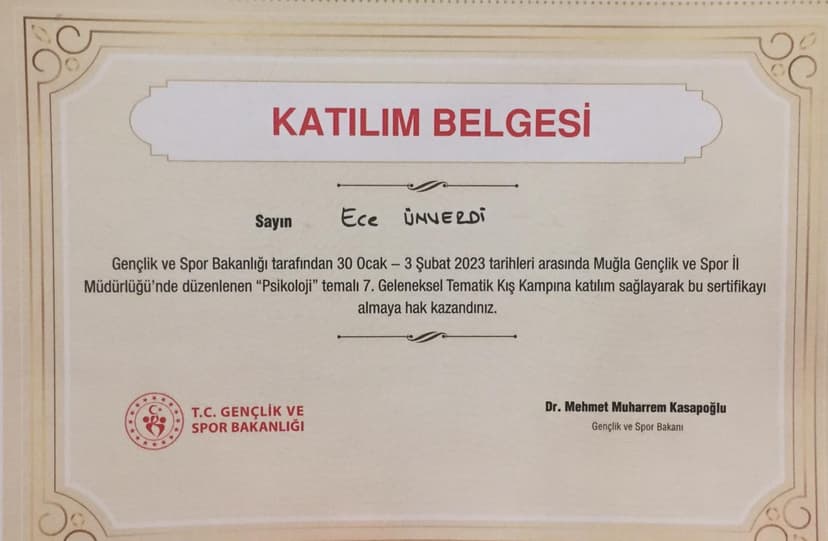 KATILIM BELGESİ
Sayın Ece ÜNVERDİ
Gençlik ve Spor Bakanlığı tarafından 30 Ocak – 3 Şubat 2023 tarihleri arasında Muğla Gençlik ve Spor İl
Müdürlüğü’nde düzenlenen “Psikoloji” temalı 7. Geleneksel Tematik Kış Kampına katılım sağlayarak bu sertifikayı
almaya hak kazandınız.
T.C. GENÇLİK VE
SPOR BAKANLIĞI
Dr. Mehmet Muharrem Kasapoğlu
Gençlik ve Spor Bakanı